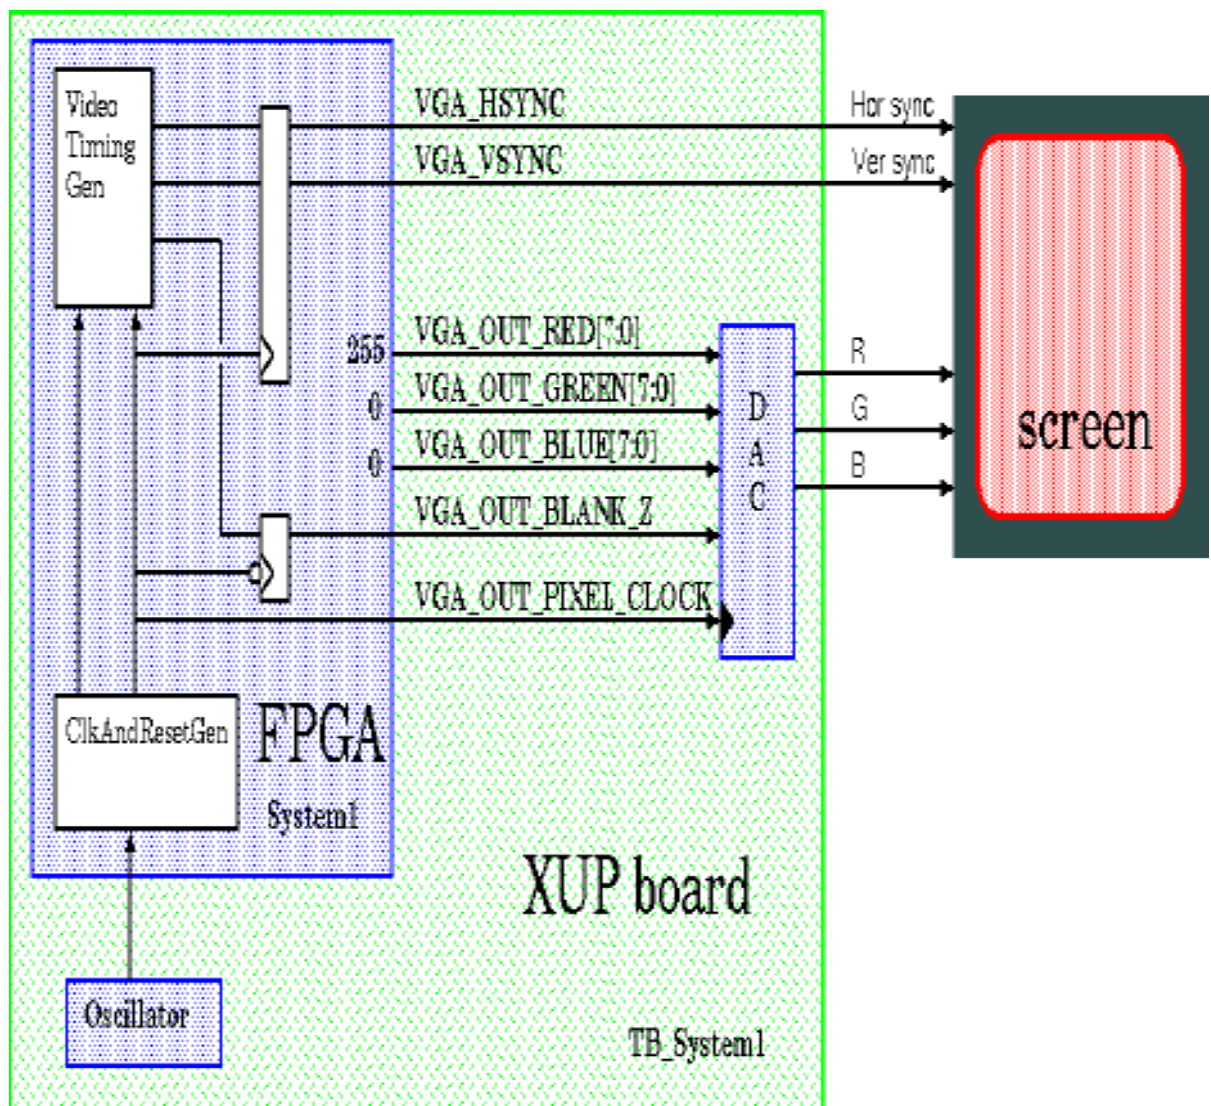 Video
Timing
Gen
VGA_HSYNC
Hor sync
VGA_VSYNC
Ver sync
255
VGA_OUT_RED[7:0]
R
0
VGA_OUT_GREEN[7:0]
G
0
VGA_OUT_BLUE[7:0]
B
VGA_OUT_BLANK_Z
VGA_OUT_PIXEL_CLOCK
D
A
C
screen
ClkAndResetGen
FPGA
System1
XUP board
Oscillator
TB_System1